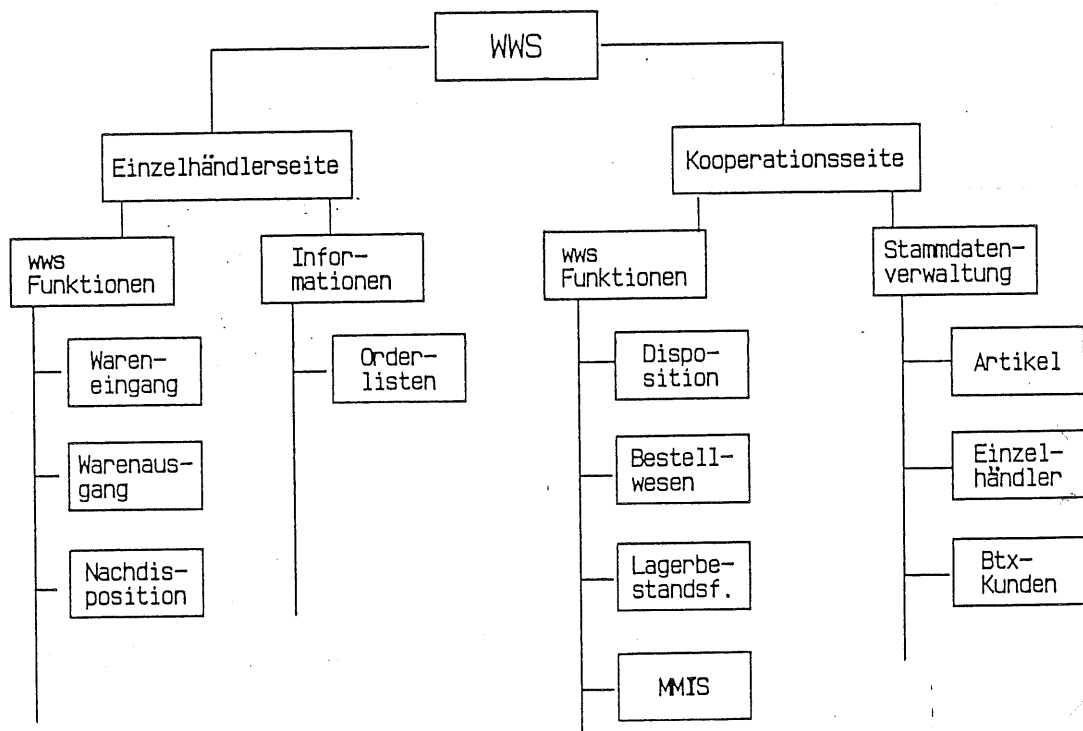 WWS
Einzelhändlerseite
Kooperationsseite
wws
Funktionen
Infor-
mationen
wws
Funktionen
Stammdaten-
verwaltung
Waren-
eingang
Order-
listen
Dispo-
sition
Artikel
Warenaus-
gang
Bestell-
wesen
Einzel-
händler
Nachdis-
position
Lagerbe-
standsf.
Btx-
Kunden
MMIS